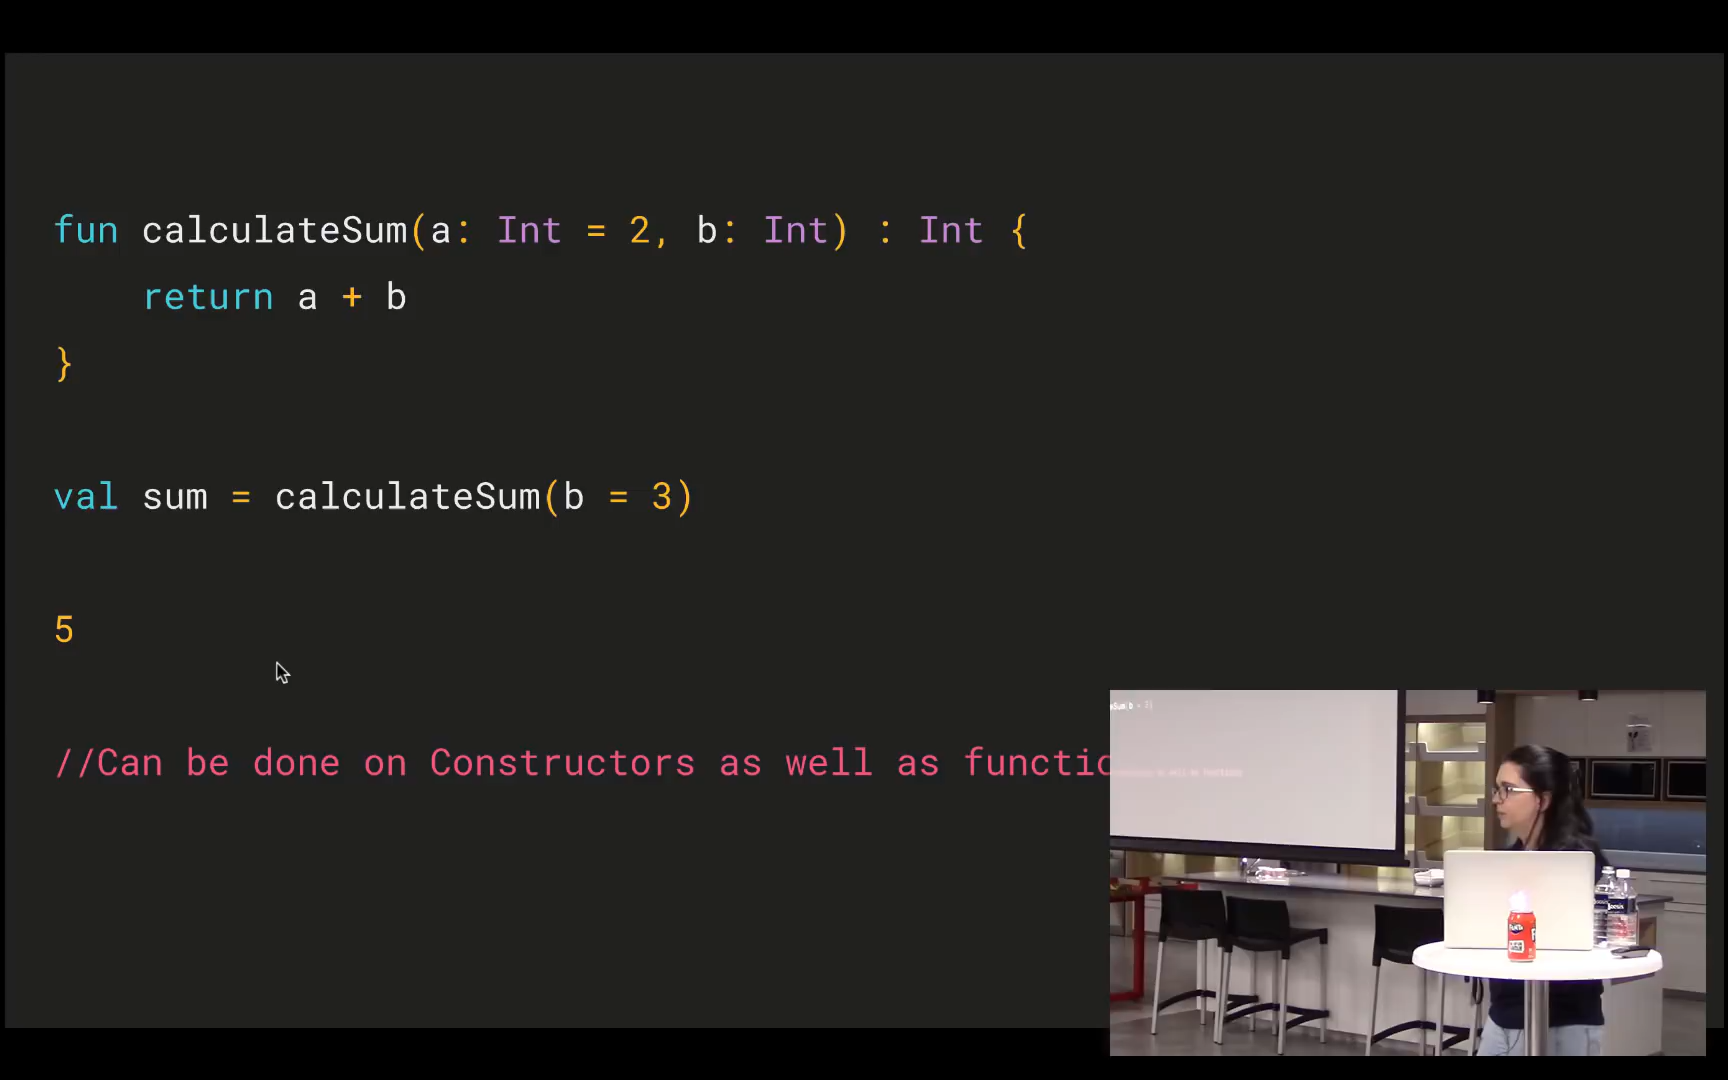 fun calculateSum(a: Int = 2, b: Int) : Int {
return a + b
}
val sum = calculateSum(b = 3)
5
//Can be done on Constructors as well as functio